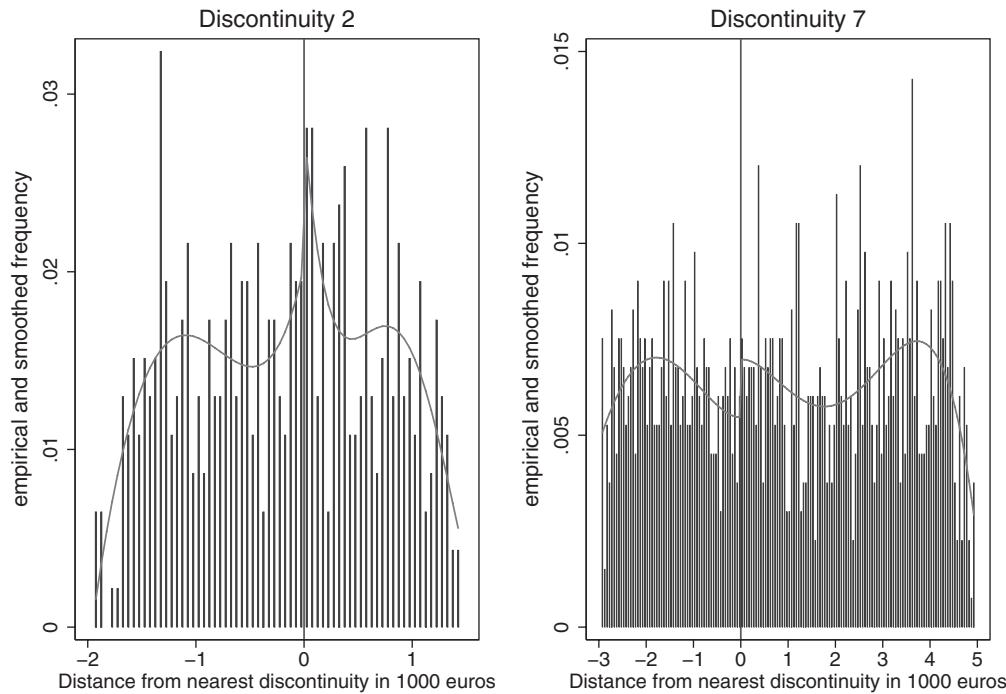 Discontinuity 2
empirical and smoothed frequency
.03
.02
.01
0
−2 −1 0 1
Distance from nearest discontinuity in 1000 euros
Discontinuity 7
empirical and smoothed frequency
.015
.01
.005
0
−3 −2 −1 0 1 2 3 4 5
Distance from nearest discontinuity in 1000 euros